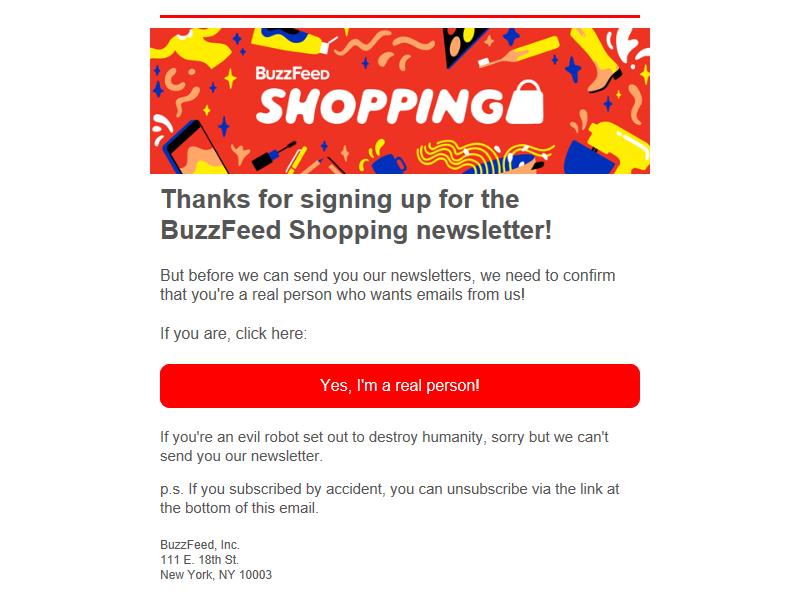 BuzzFeed
SHOPPING
Thanks for signing up for the
BuzzFeed Shopping newsletter!
But before we can send you our newsletters, we need to confirm
that you're a real person who wants emails from us!
If you are, click here:
Yes, I'm a real person!
If you're an evil robot set out to destroy humanity, sorry but we can't
send you our newsletter.
p.s. If you subscribed by accident, you can unsubscribe via the link at
the bottom of this email.
BuzzFeed, Inc.
111 E. 18th St.
New York, NY 10003